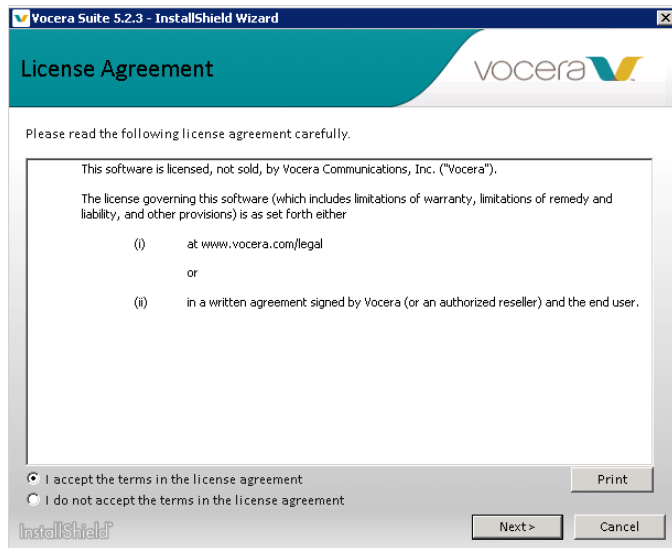 Vocera Suite 5.2.3 - InstallShield Wizard
License Agreement
vocera
Please read the following license agreement carefully.
This software is licensed, not sold, by Vocera Communications, Inc. ("Vocera").
The license governing this software (which includes limitations of warranty, limitations of remedy and
liability, and other provisions) is as set forth either
(i) at www.vocera.com/legal
or
(ii) in a written agreement signed by Vocera (or an authorized reseller) and the end user.
I accept the terms in the license agreement
Print
I do not accept the terms in the license agreement
InstallShield
Next>
Cancel